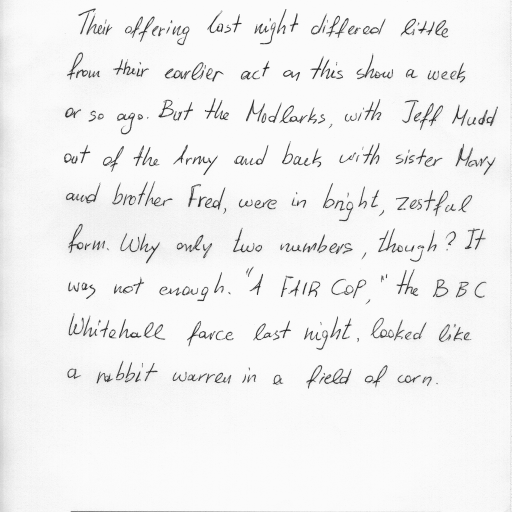 Their offering last night differed little
from their earlier act on this show a week
or so ago. But the Modlarks, with Jeff Mudd
out of the Army and back with sister Mary
and brother Fred, were in bright, zestful
form. Why only two numbers, though? It
was not enough. "A FAIR COP," the BBC
Whitehall farce last night, looked like
a rabbit warren in a field of corn.